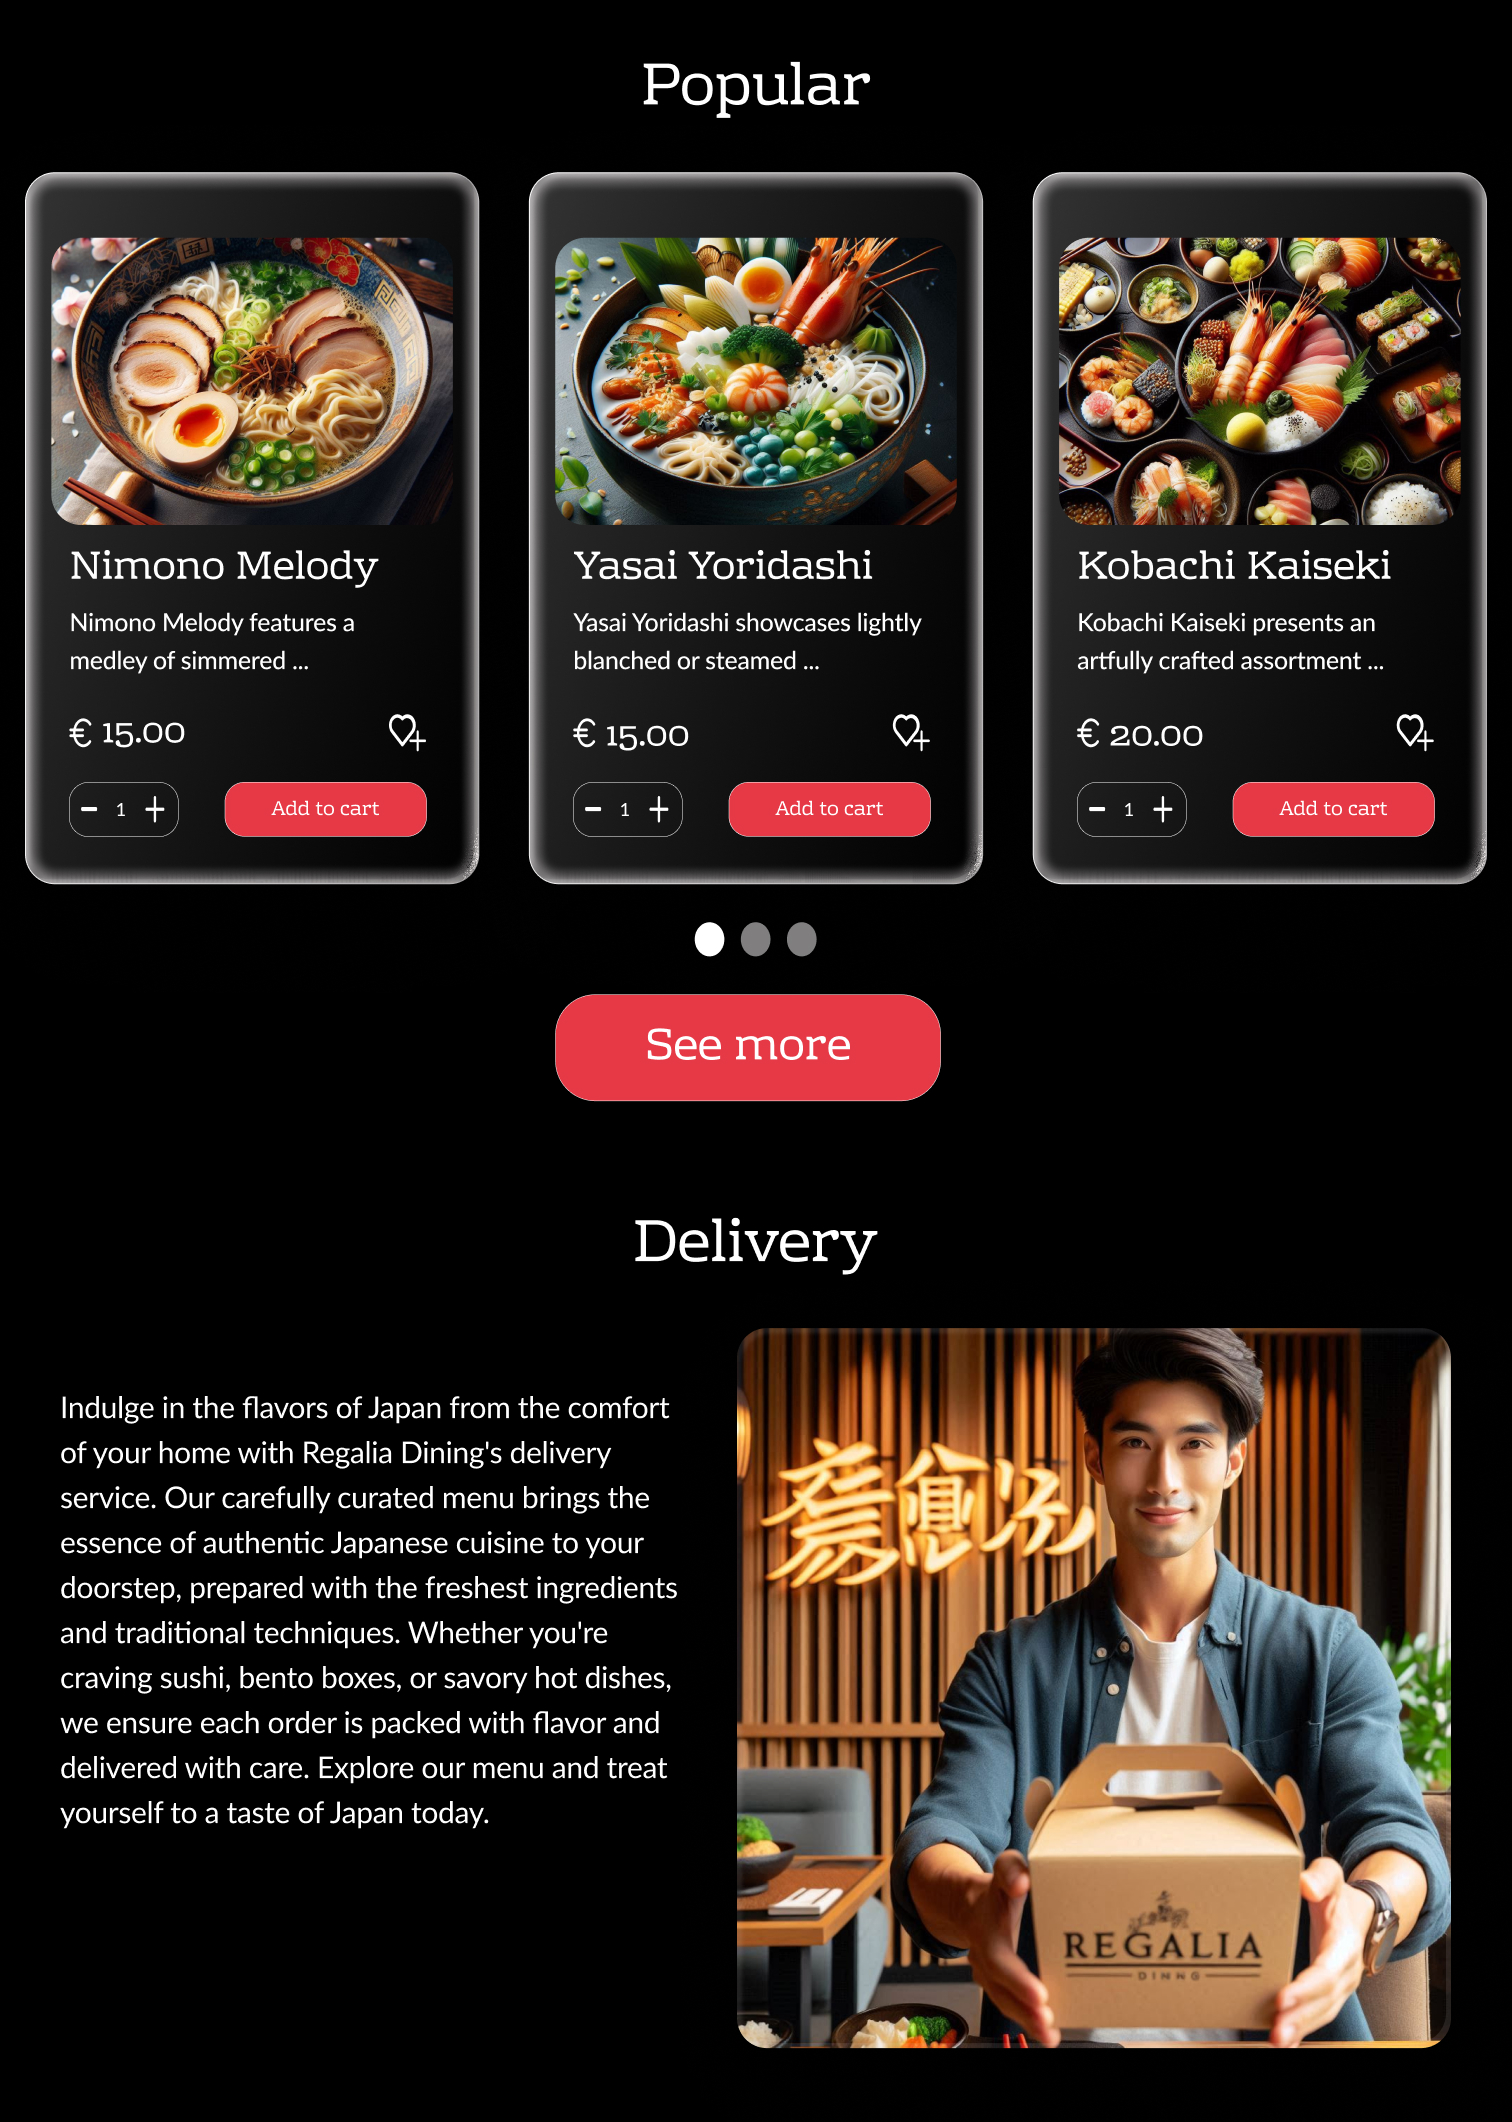 Popular
Nimono Melody
Nimono Melody features a
medley of simmered ...
€ 15.00
1
Add to cart
Yasai Yoridashi
Yasai Yoridashi showcases lightly
blanched or steamed ...
€ 15.00
1
Add to cart
Kobachi Kaiseki
Kobachi Kaiseki presents an
artfully crafted assortment ...
€ 20.00
1
Add to cart
See more
Delivery
Indulge in the flavors of Japan from the comfort
of your home with Regalia Dining's delivery
service. Our carefully curated menu brings the
essence of authentic Japanese cuisine to your
doorstep, prepared with the freshest ingredients
and traditional techniques. Whether you're
craving sushi, bento boxes, or savory hot dishes,
we ensure each order is packed with flavor and
delivered with care. Explore our menu and treat
yourself to a taste of Japan today.
REGALIA